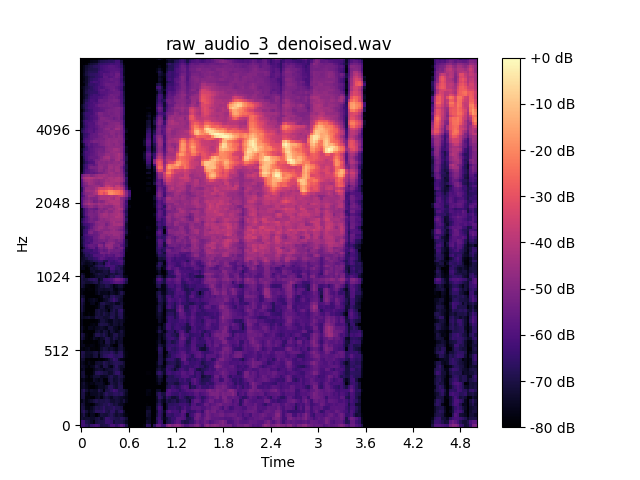 raw_audio_3_denoised.wav
+0 dB
-10 dB
-20 dB
-30 dB
-40 dB
-50 dB
-60 dB
-70 dB
-80 dB
Hz
4096
2048
1024
512
0
0 0.6 1.2 1.8 2.4 3 3.6 4.2 4.8
Time